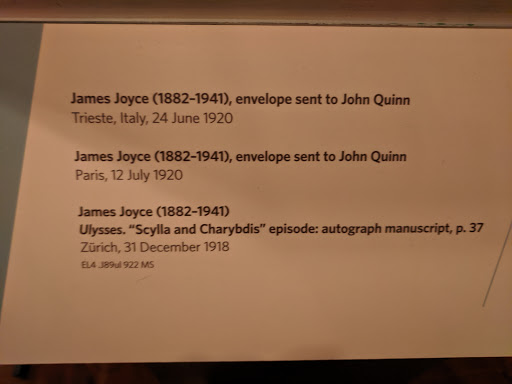 James Joyce (1882–1941), envelope sent to John Quinn
Trieste, Italy, 24 June 1920
James Joyce (1882–1941), envelope sent to John Quinn
Paris, 12 July 1920
James Joyce (1882–1941)
Ulysses. “Scylla and Charybdis” episode: autograph manuscript, p. 37
Zürich, 31 December 1918
EL4 .J89ul 922 MS